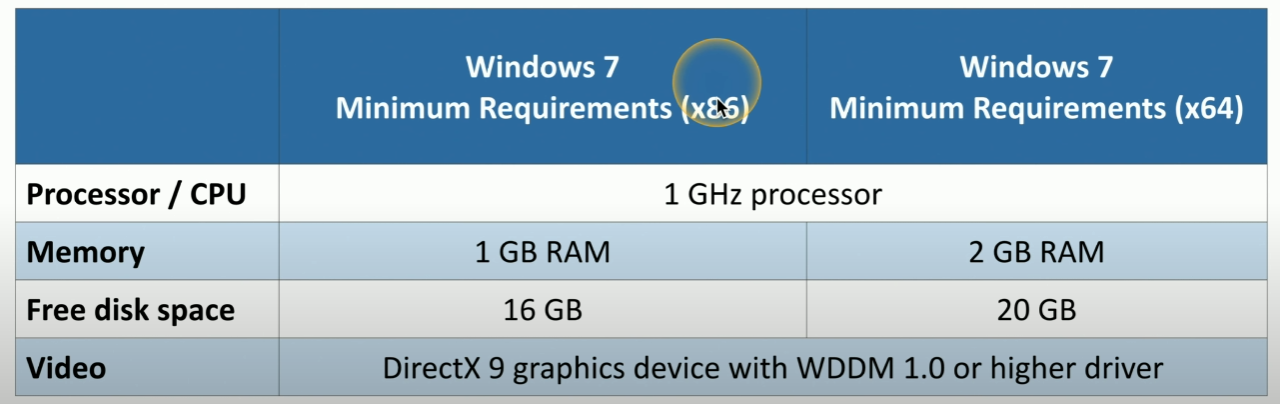 Windows 7
Minimum Requirements (x86)
Windows 7
Minimum Requirements (x64)
Processor / CPU
1 GHz processor
Memory
1 GB RAM
2 GB RAM
Free disk space
16 GB
20 GB
Video
DirectX 9 graphics device with WDDM 1.0 or higher driver